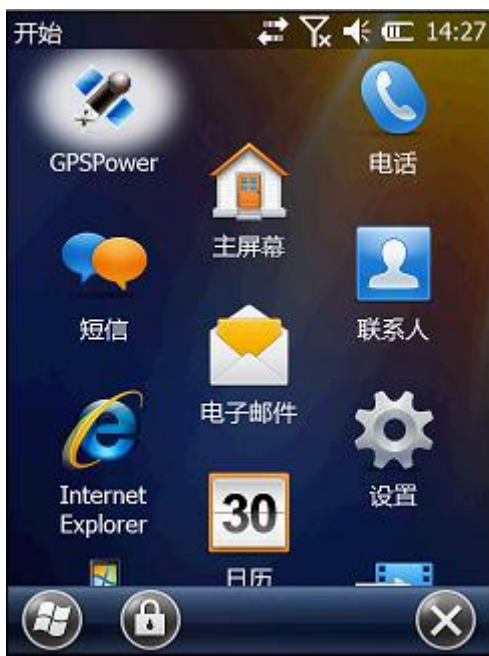 开始
14:27
GPSPower
电话
主屏幕
短信
联系人
电子邮件
Internet
Explorer
设置
30
日历